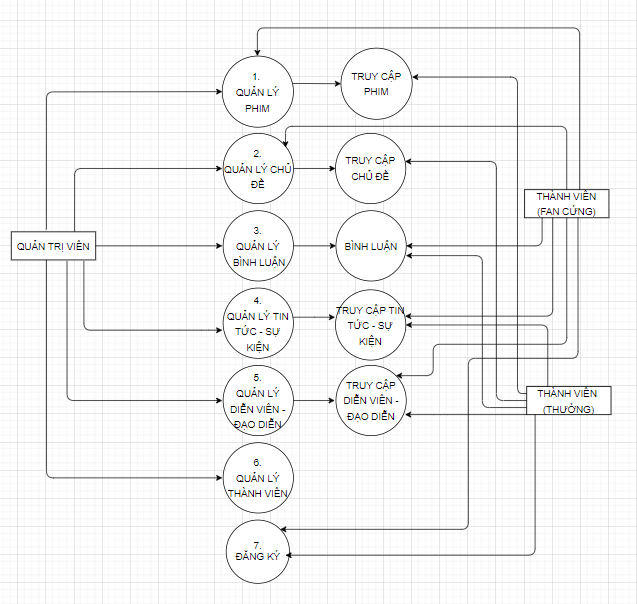 1.
QUẢN LÝ
PHIM
TRUY CẬP
PHIM
2.
QUẢN LÝ CHỦ
ĐỀ
TRUY CẬP
CHỦ ĐỀ
THÀNH VIÊN
(FAN CỨNG)
QUẢN TRỊ VIÊN
3.
QUẢN LÝ
BÌNH LUẬN
BÌNH LUẬN
4.
QUẢN LÝ TIN
TỨC - SỰ
KIỆN
TRUY CẬP TIN
TỨC - SỰ
KIỆN
5.
QUẢN LÝ
DIỄN VIÊN -
ĐẠO DIỄN
TRUY CẬP
DIỄN VIÊN -
ĐẠO DIỄN
THÀNH VIÊN
(THƯỜNG)
6.
QUẢN LÝ
THÀNH VIÊN
7.
ĐĂNG KÝ